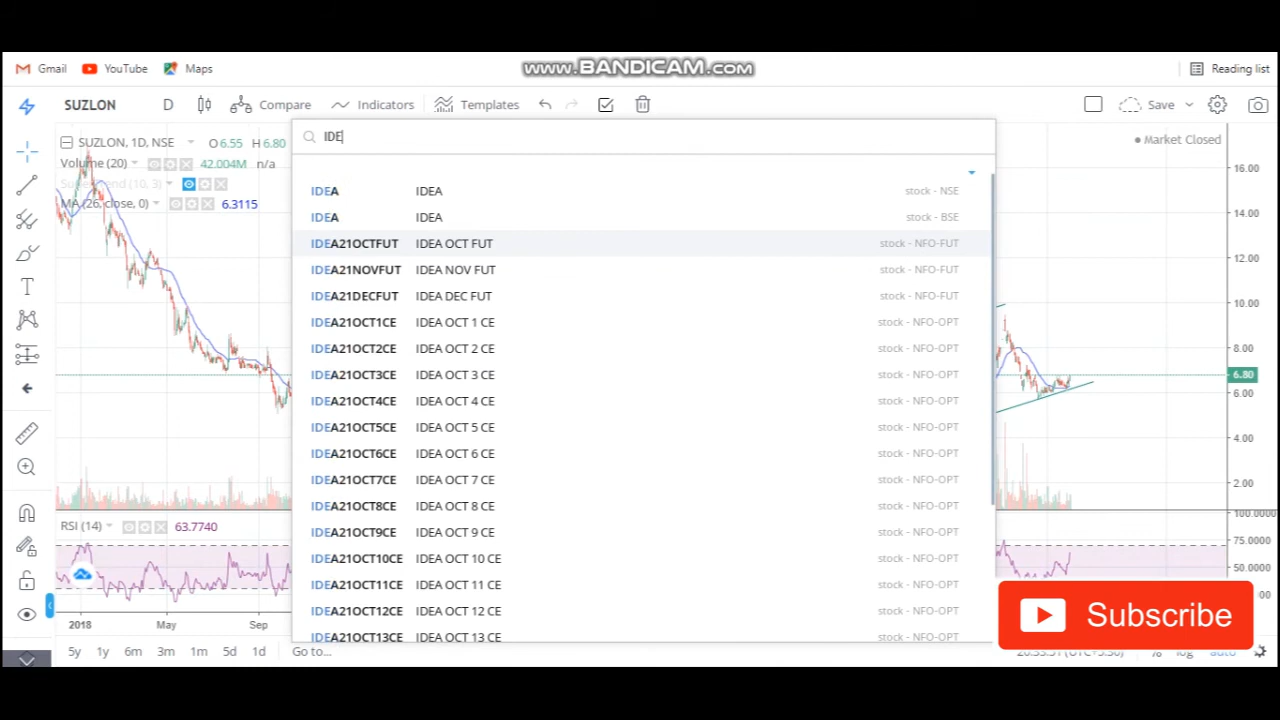 www.BANDICAM.com
Gmail YouTube Maps Reading list
SUZLON D Compare Indicators Templates Save
IDE
SUZLON, 1D, NSE O6.55 H6.80
Market Closed
Volume (20) 42.004M n/a
SuperTrend (10, 3)
MA (26, close, 0) 6.3115
IDEA IDEA stock - NSE
IDEA IDEA stock - BSE
IDEA21OCTFUT IDEA OCT FUT stock - NFO-FUT
IDEA21NOVFUT IDEA NOV FUT stock - NFO-FUT
IDEA21DECFUT IDEA DEC FUT stock - NFO-FUT
IDEA21OCT1CE IDEA OCT 1 CE stock - NFO-OPT
IDEA21OCT2CE IDEA OCT 2 CE stock - NFO-OPT
IDEA21OCT3CE IDEA OCT 3 CE stock - NFO-OPT
IDEA21OCT4CE IDEA OCT 4 CE stock - NFO-OPT
IDEA21OCT5CE IDEA OCT 5 CE stock - NFO-OPT
IDEA21OCT6CE IDEA OCT 6 CE stock - NFO-OPT
IDEA21OCT7CE IDEA OCT 7 CE stock - NFO-OPT
IDEA21OCT8CE IDEA OCT 8 CE stock - NFO-OPT
IDEA21OCT9CE IDEA OCT 9 CE stock - NFO-OPT
IDEA21OCT10CE IDEA OCT 10 CE stock - NFO-OPT
IDEA21OCT11CE IDEA OCT 11 CE stock - NFO-OPT
IDEA21OCT12CE IDEA OCT 12 CE stock - NFO-OPT
IDEA21OCT13CE IDEA OCT 13 CE stock - NFO-OPT
16.00
14.00
12.00
10.00
8.00
6.80
6.00
4.00
2.00
RSI (14) 63.7740
100.0000
75.0000
50.0000
2018 May Sep
Subscribe
5y 1y 6m 3m 1m 5d 1d Go to...
% log auto